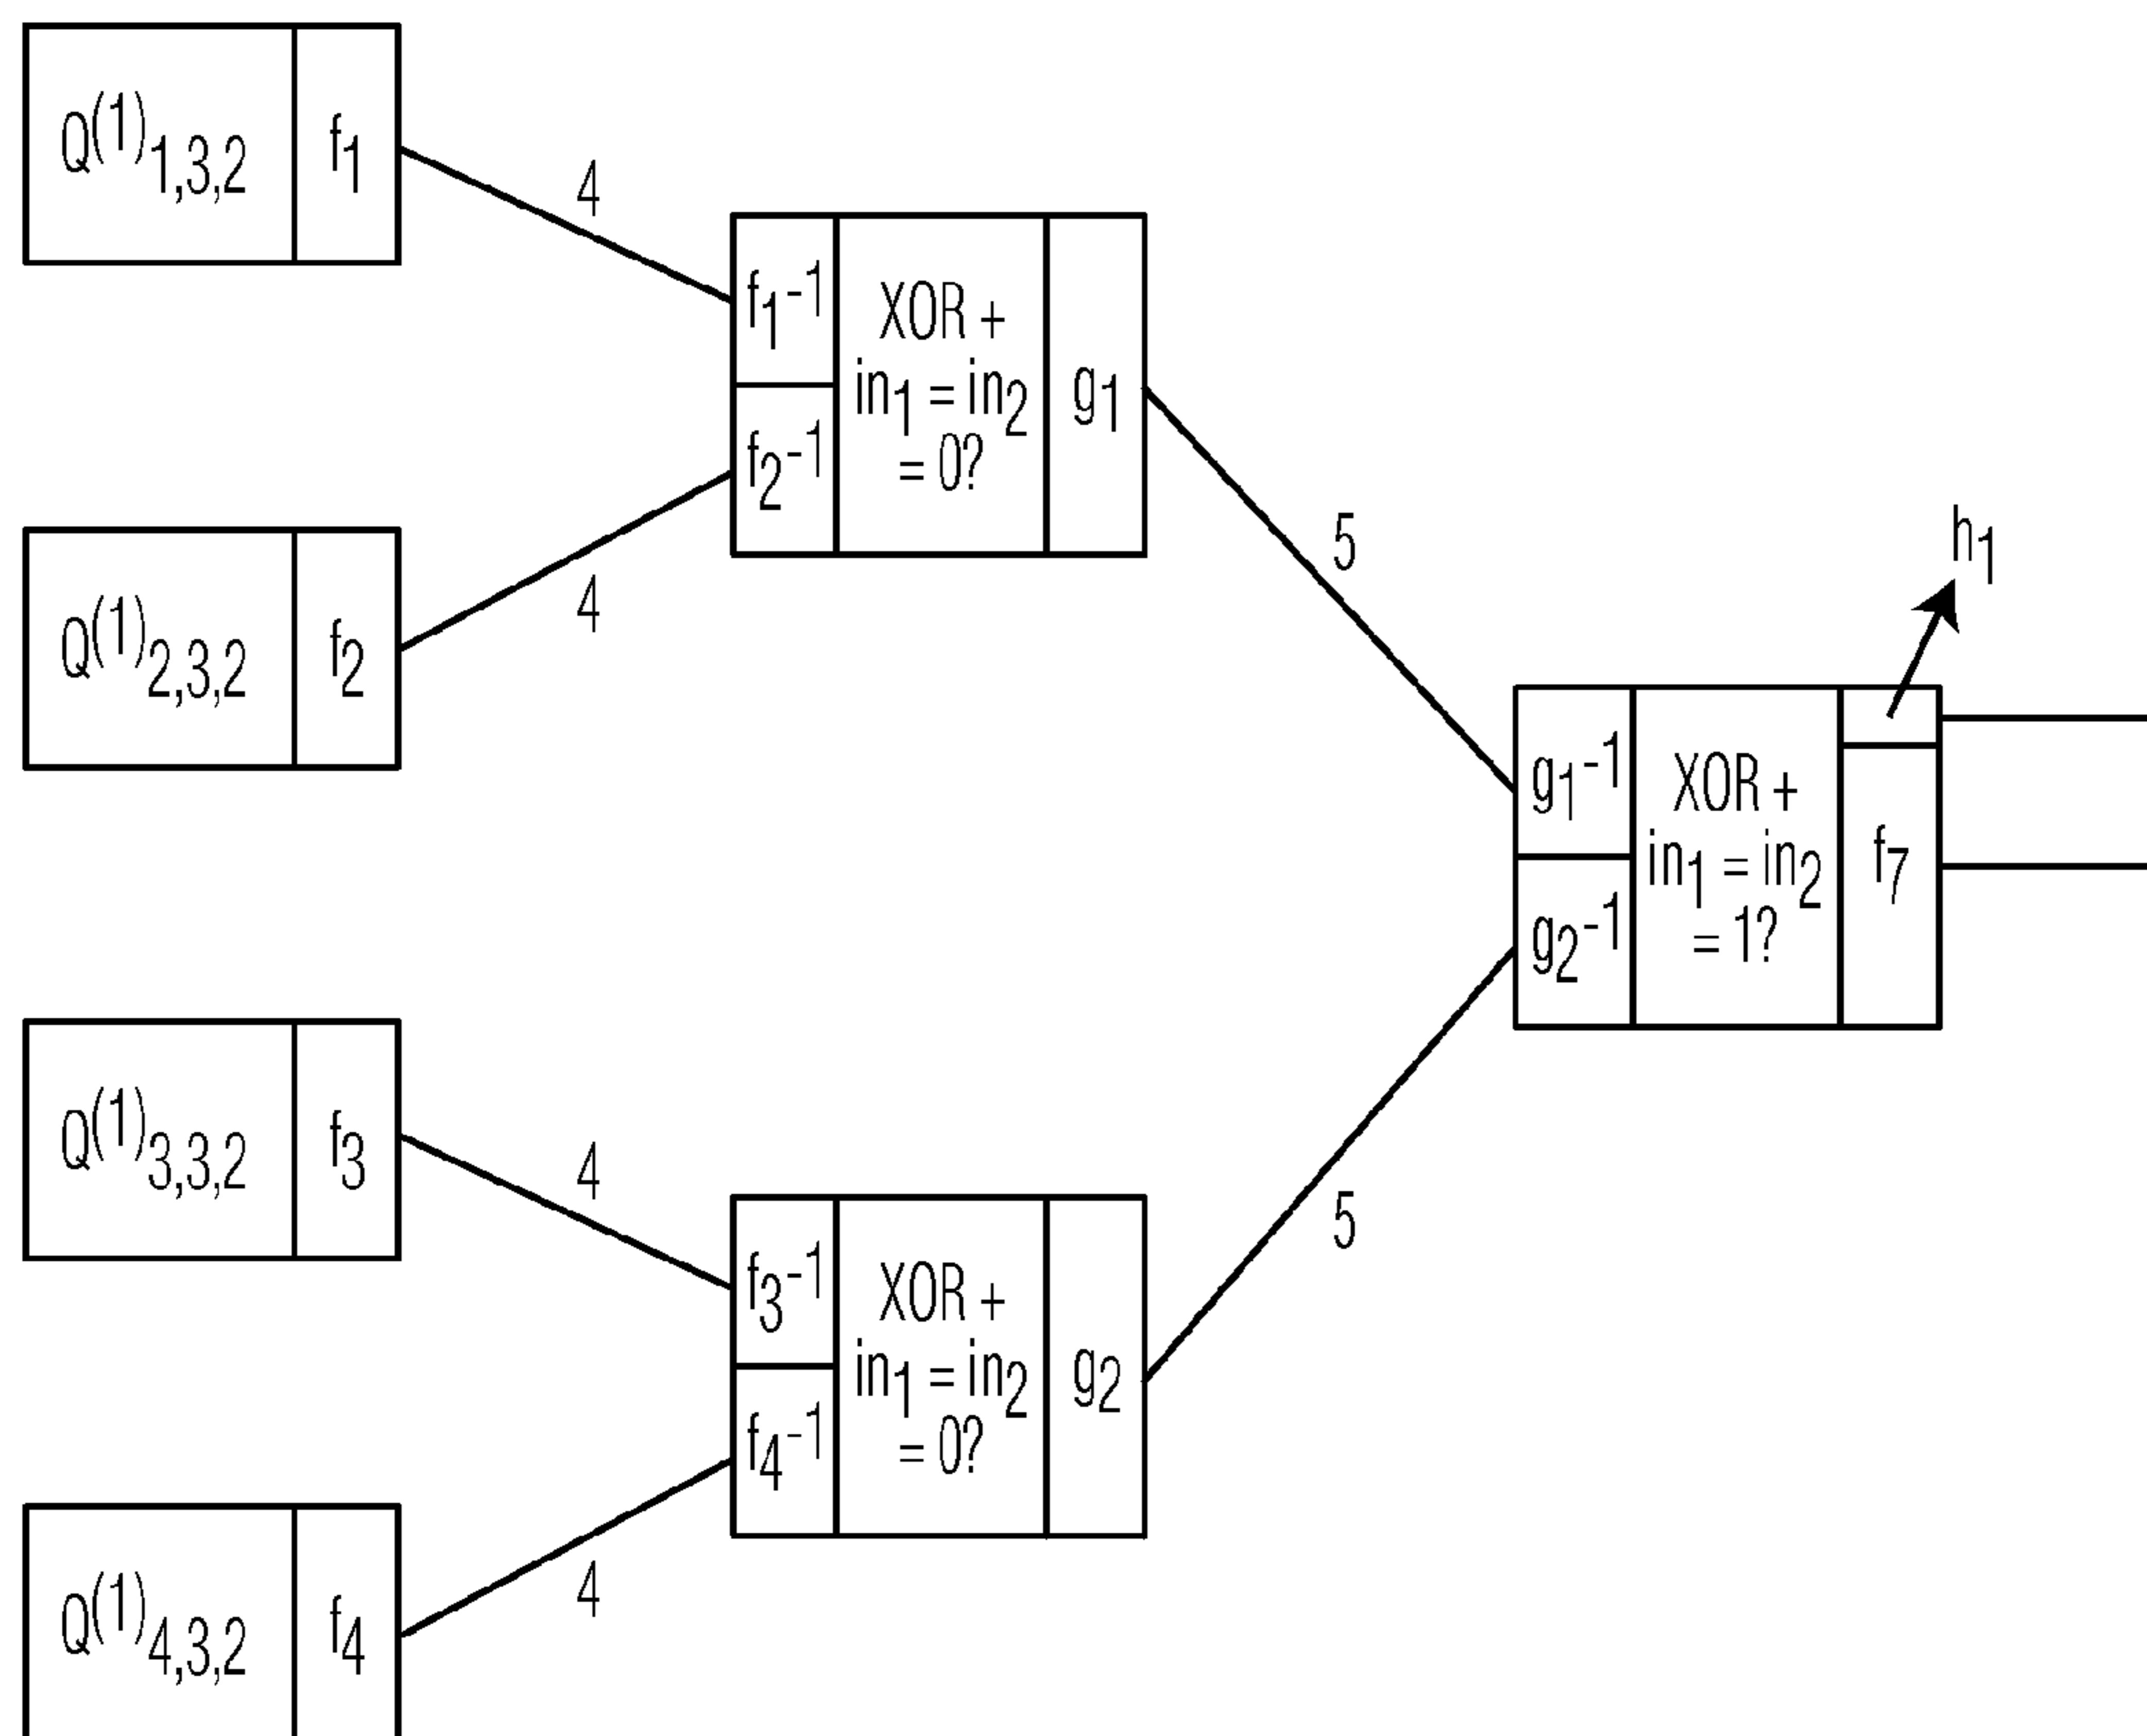 Q(1)1,3,2 f1
4
f1-1
f2-1
XOR +
in1 = in2
= 0?
g1
Q(1)2,3,2 f2
4
5
h1
g1-1
g2-1
XOR +
in1 = in2
= 1?
f7
Q(1)3,3,2 f3
4
f3-1
f4-1
XOR +
in1 = in2
= 0?
g2
5
Q(1)4,3,2 f4
4